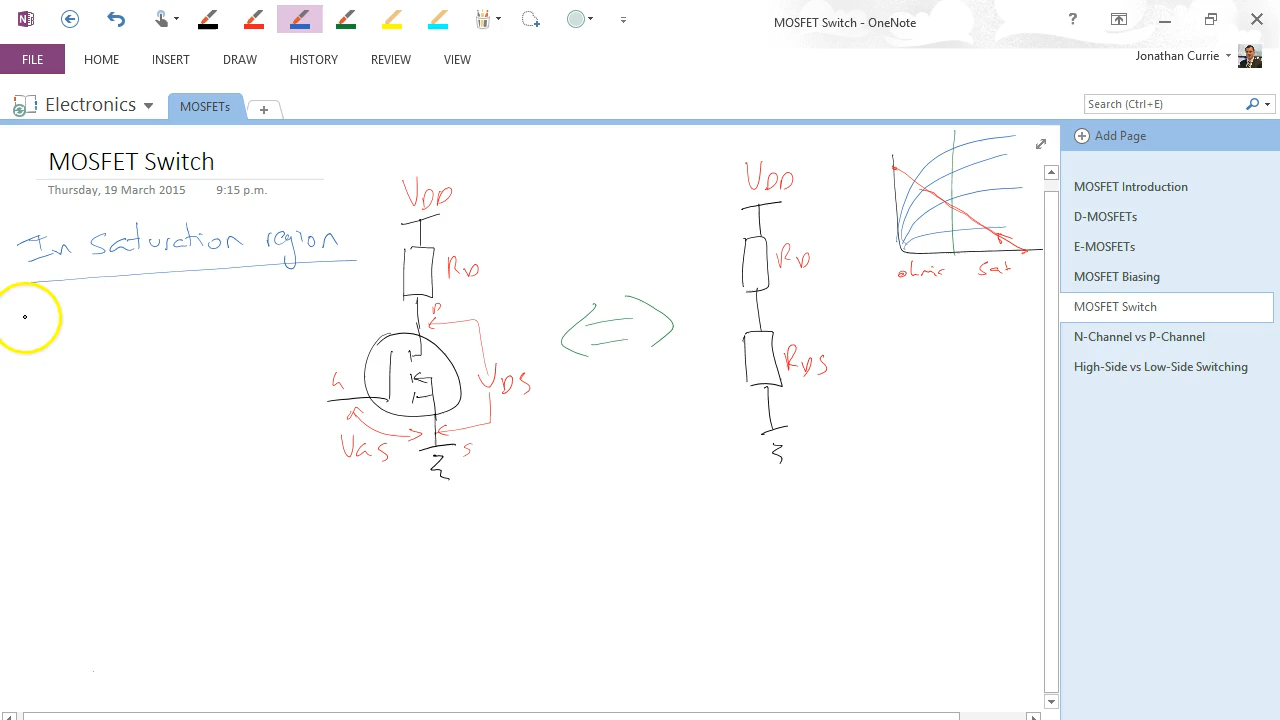 MOSFET Switch - OneNote
?
FILE
HOME
INSERT
DRAW
HISTORY
REVIEW
VIEW
Jonathan Currie
Electronics
MOSFETs
+
Search (Ctrl+E)
MOSFET Switch
Thursday, 19 March 2015 9:15 p.m.
In saturation region
VDD
RD
D
G
VDS
VGS
S
VDD
RD
RDS
ohmic sat
Add Page
MOSFET Introduction
D-MOSFETs
E-MOSFETs
MOSFET Biasing
MOSFET Switch
N-Channel vs P-Channel
High-Side vs Low-Side Switching